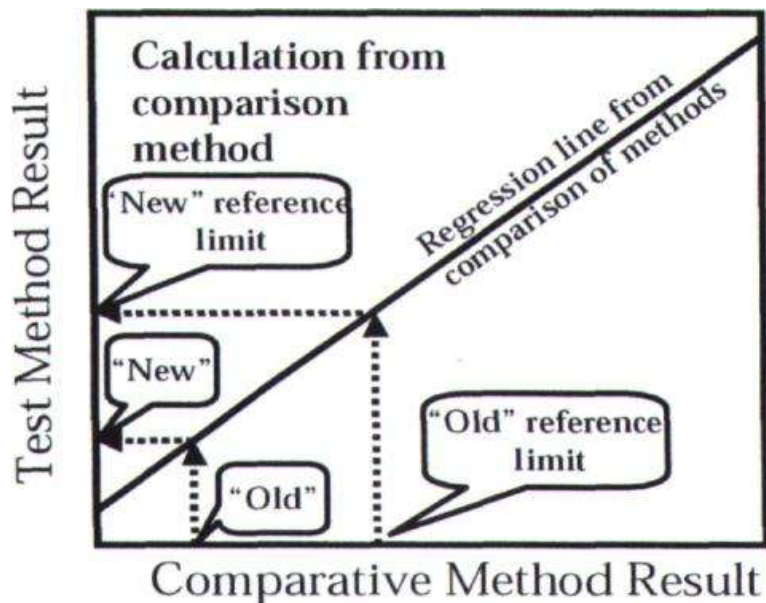 Calculation from
comparison
method
"New" reference
limit
Regression line from
comparison of methods
"New"
"Old" reference
limit
"Old"
Test Method Result
Comparative Method Result